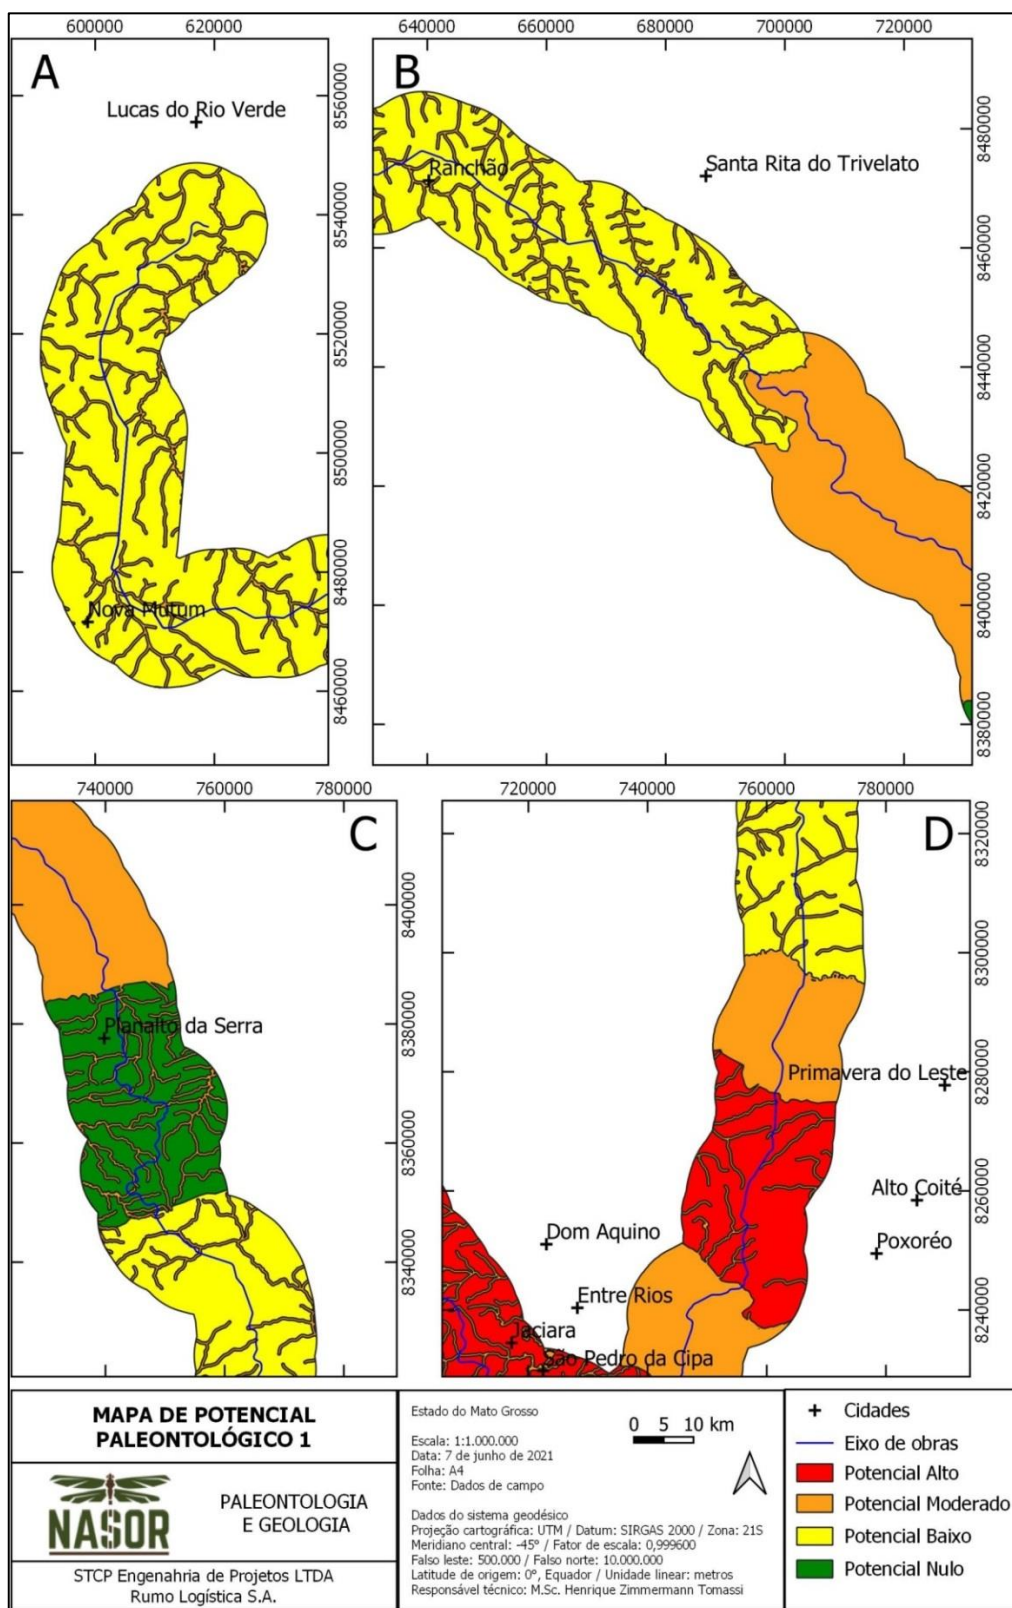 600000 620000
640000 660000 680000 700000 720000
A
Lucas do Rio Verde
Nova Mutum
8560000
8540000
8520000
8500000
8480000
8460000
B
Ranchão
Santa Rita do Trivelato
8480000
8460000
8440000
8420000
8400000
8380000
740000 760000 780000
C
Planalto da Serra
8400000
8380000
8360000
8340000
720000 740000 760000 780000
D
Primavera do Leste
Alto Coité
Poxoréo
Dom Aquino
Entre Rios
Jaciara
São Pedro da Cipa
8320000
8300000
8280000
8260000
8240000
MAPA DE POTENCIAL
PALEONTOLÓGICO 1
NASOR
PALEONTOLOGIA
E GEOLOGIA
STCP Engenahria de Projetos LTDA
Rumo Logística S.A.
Estado do Mato Grosso
0 5 10 km
Escala: 1:1.000.000
Data: 7 de junho de 2021
Folha: A4
Fonte: Dados de campo
Dados do sistema geodésico
Projeção cartográfica: UTM / Datum: SIRGAS 2000 / Zona: 21S
Meridiano central: -45° / Fator de escala: 0,999600
Falso leste: 500.000 / Falso norte: 10.000.000
Latitude de origem: 0°, Equador / Unidade linear: metros
Responsável técnico: M.Sc. Henrique Zimmermann Tomassi
Cidades
Eixo de obras
Potencial Alto
Potencial Moderado
Potencial Baixo
Potencial Nulo